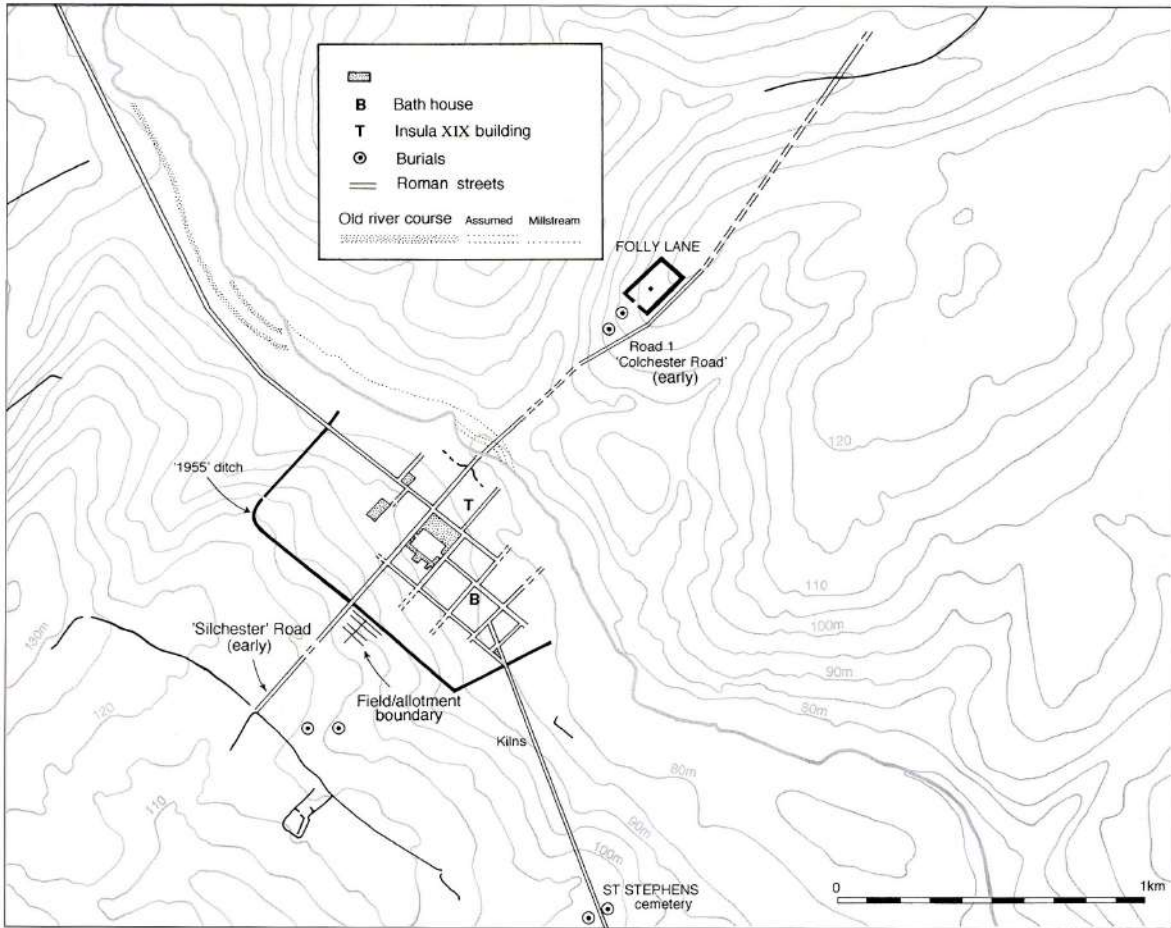 B Bath house
T Insula XIX building
Burials
Roman streets
Old river course Assumed Millstream
FOLLY LANE
Road 1
'Colchester Road'
(early)
120
'1955' ditch
T
110
B
100m
'Silchester' Road
(early)
130m
90m
80m
Field/allotment
boundary
120
Kilns
80m
110
90m
100m
ST STEPHENS
cemetery
0 1km